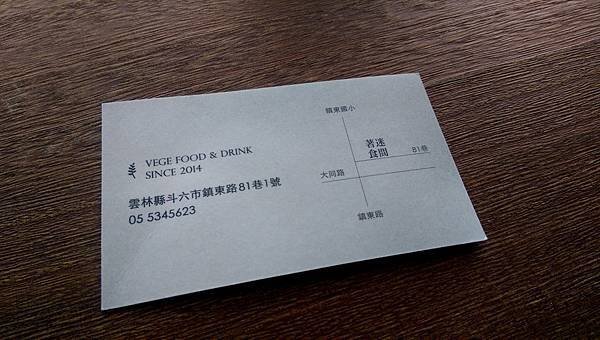 VEGE FOOD & DRINK
SINCE 2014
雲林縣斗六市鎮東路81巷1號
05 5345623
鎮東國小
迷間
著食
81巷
大同路
鎮東路